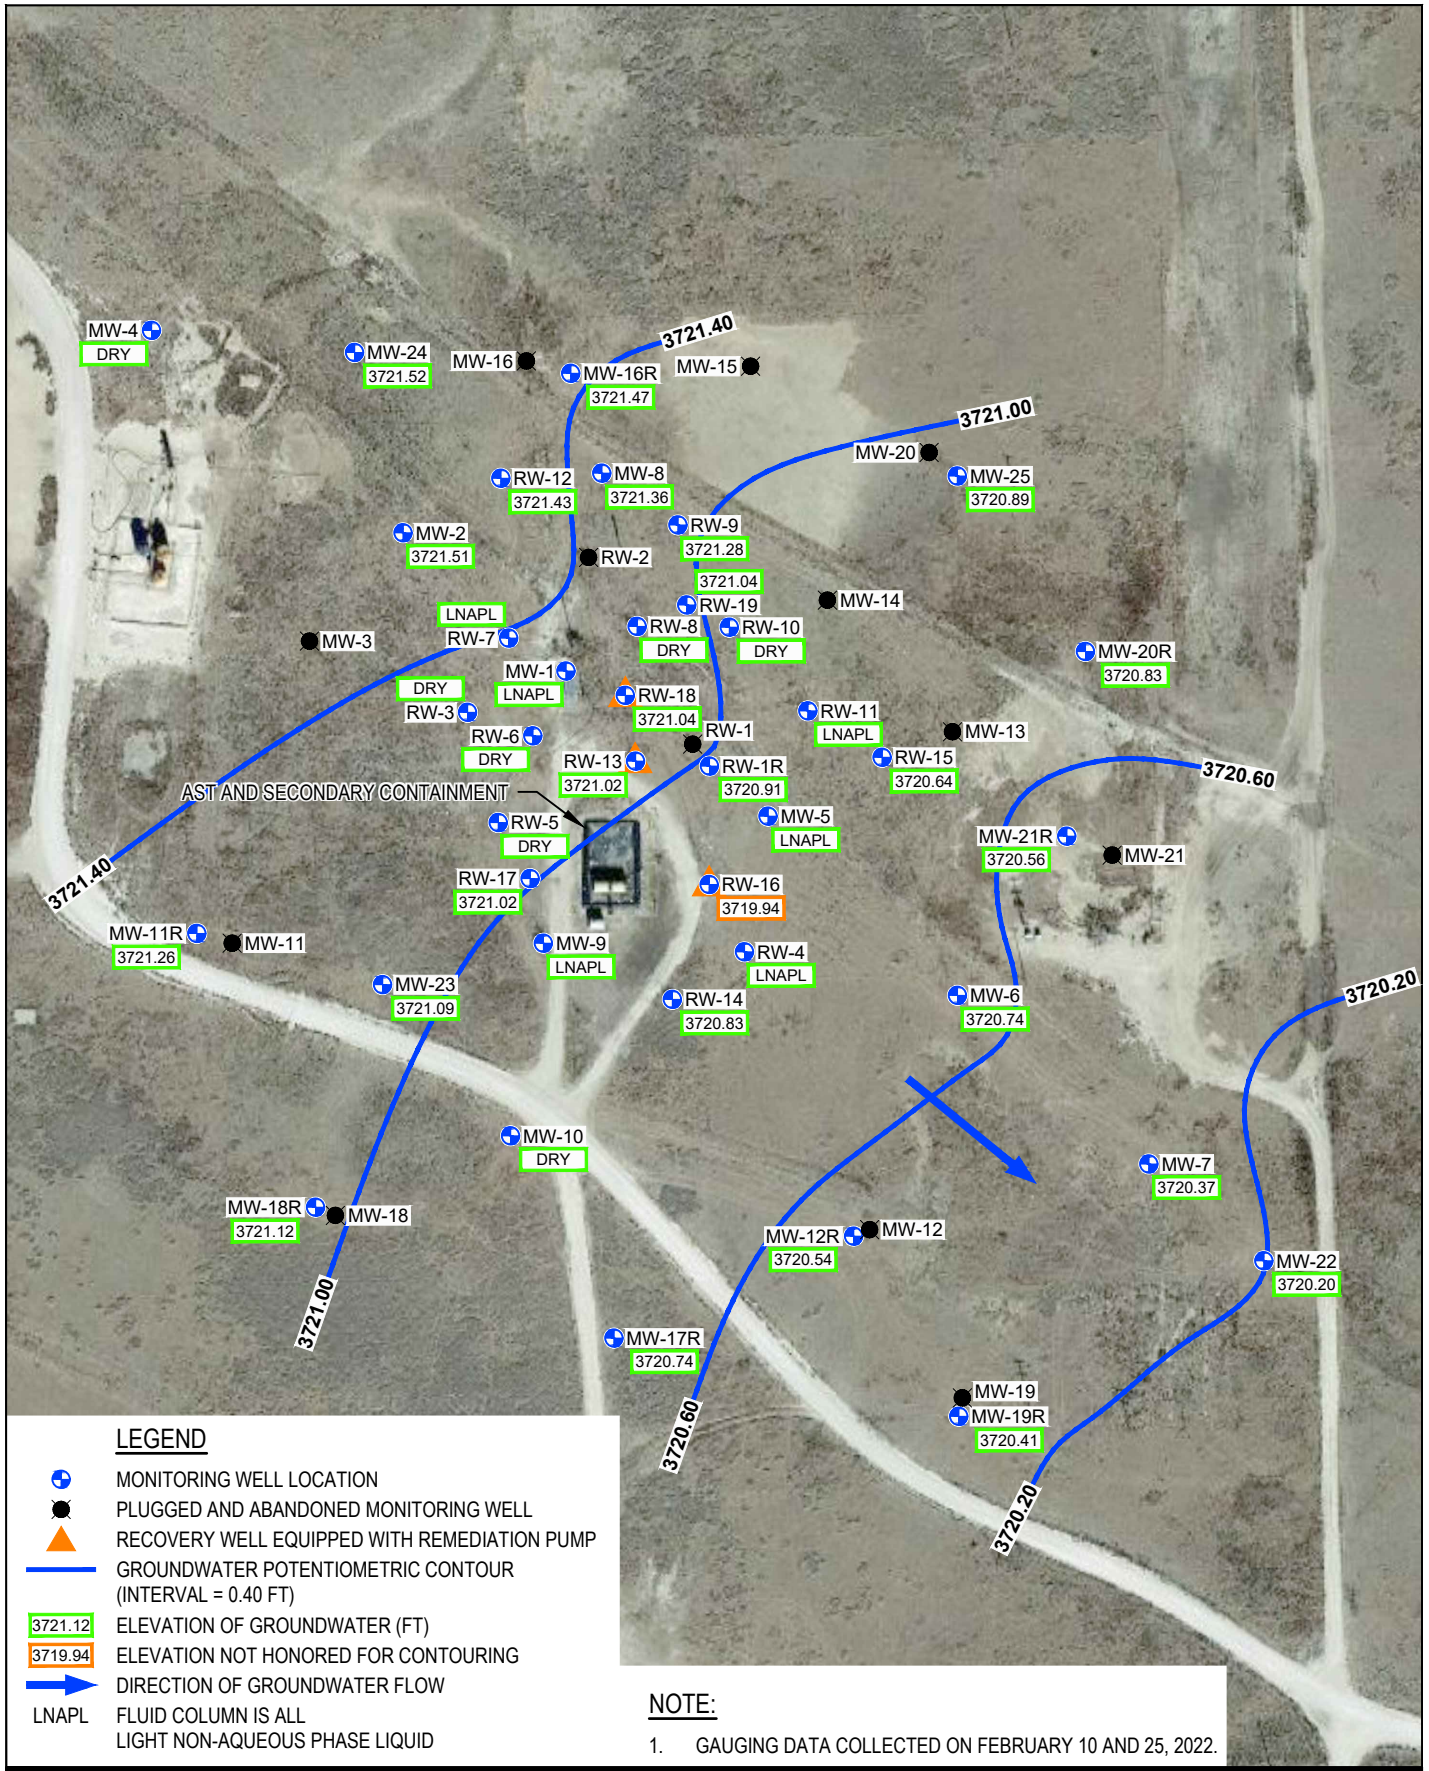 3721.40
MW-4
DRY
MW-24
3721.52
MW-16
MW-16R
3721.47
MW-15
3721.00
MW-20
MW-25
3720.89
RW-12
3721.43
MW-8
3721.36
MW-2
3721.51
RW-9
3721.28
RW-2
3721.04
RW-19
MW-14
LNAPL
RW-7
RW-8
DRY
RW-10
DRY
MW-3
MW-20R
3720.83
MW-1
LNAPL
DRY
RW-3
RW-18
3721.04
RW-11
LNAPL
RW-6
DRY
RW-1
MW-13
RW-13
3721.02
RW-1R
3720.91
RW-15
3720.64
3720.60
AST AND SECONDARY CONTAINMENT
RW-5
DRY
MW-5
LNAPL
MW-21R
3720.56
MW-21
3721.40
RW-17
3721.02
RW-16
3719.94
MW-11R
3721.26
MW-11
MW-9
LNAPL
RW-4
LNAPL
MW-23
3721.09
RW-14
3720.83
MW-6
3720.74
3720.20
MW-10
DRY
MW-7
3720.37
MW-18R
3721.12
MW-18
MW-12R
3720.54
MW-12
MW-22
3720.20
3721.00
MW-17R
3720.74
MW-19
MW-19R
3720.41
3720.60
3720.20
LEGEND
MONITORING WELL LOCATION
PLUGGED AND ABANDONED MONITORING WELL
RECOVERY WELL EQUIPPED WITH REMEDIATION PUMP
GROUNDWATER POTENTIOMETRIC CONTOUR
(INTERVAL = 0.40 FT)
3721.12 ELEVATION OF GROUNDWATER (FT)
3719.94 ELEVATION NOT HONORED FOR CONTOURING
DIRECTION OF GROUNDWATER FLOW
LNAPL FLUID COLUMN IS ALL
LIGHT NON-AQUEOUS PHASE LIQUID
NOTE:
1. GAUGING DATA COLLECTED ON FEBRUARY 10 AND 25, 2022.